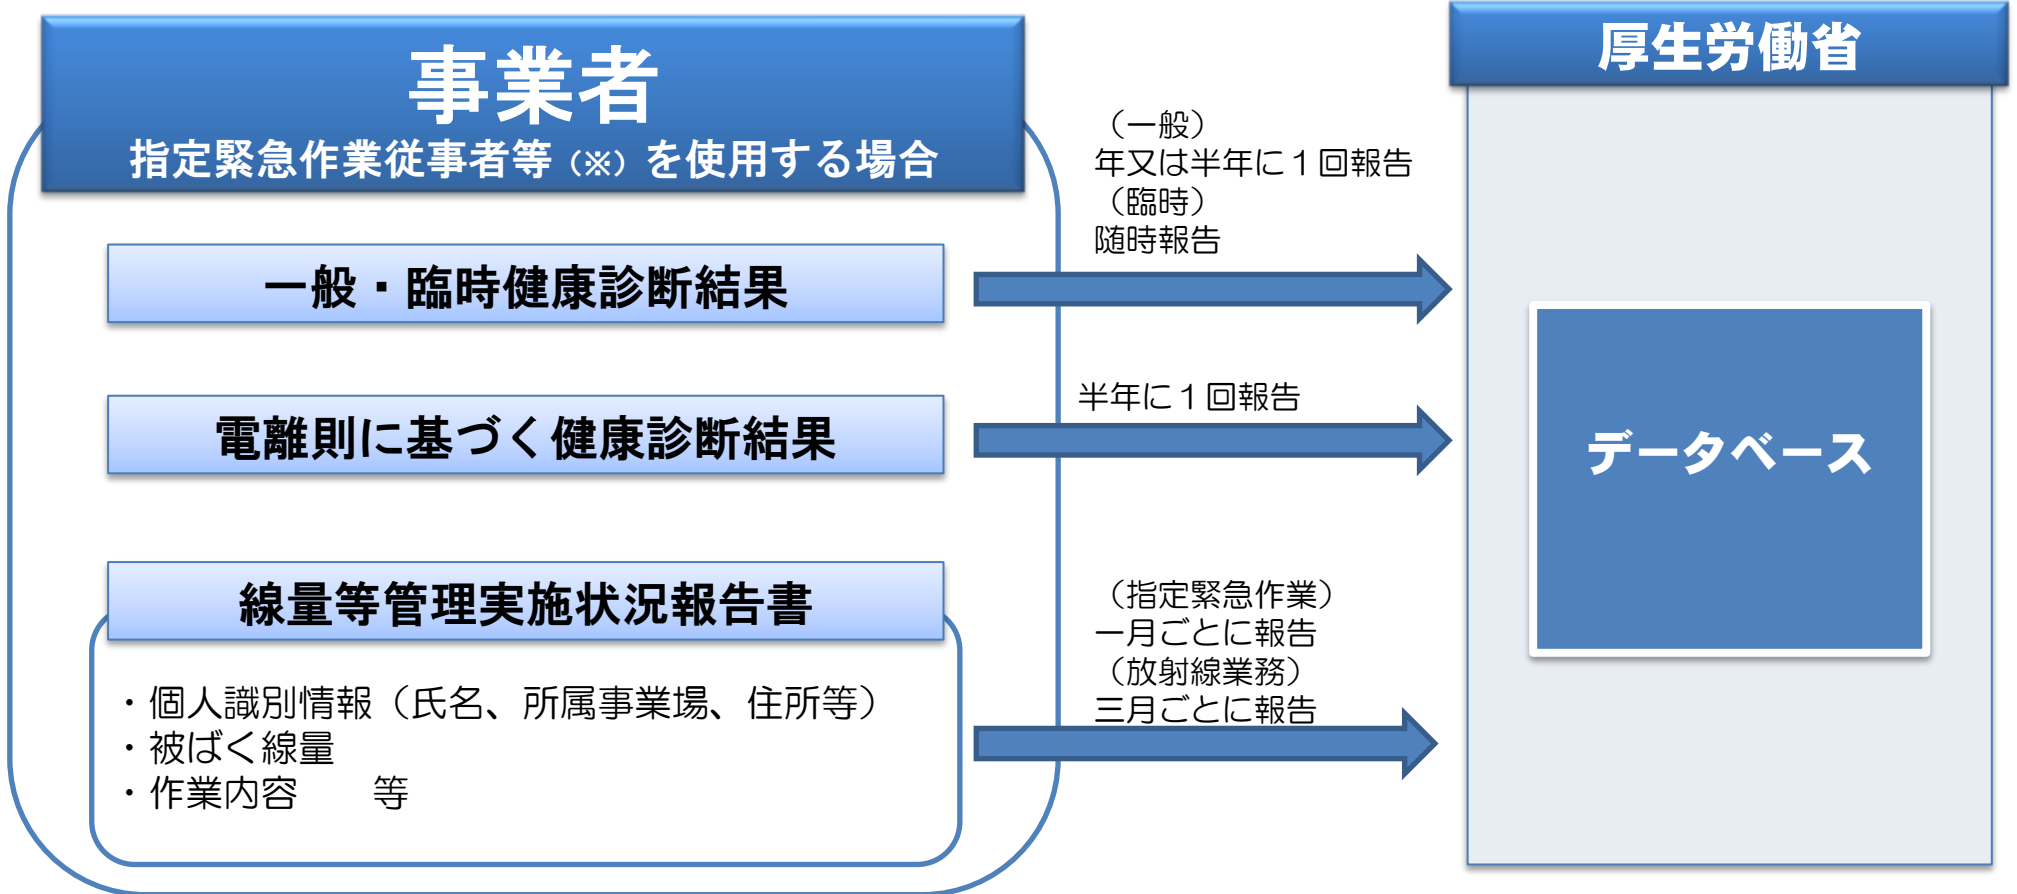 事業者
指定緊急作業従事者等（※）を使用する場合
一般・臨時健康診断結果
電離則に基づく健康診断結果
線量等管理実施状況報告書
・個人識別情報（氏名、所属事業場、住所等）
・被ばく線量
・作業内容　　等
（一般）
年又は半年に１回報告
（臨時）
随時報告
半年に１回報告
（指定緊急作業）
一月ごとに報告
（放射線業務）
三月ごとに報告
厚生労働省
データベース